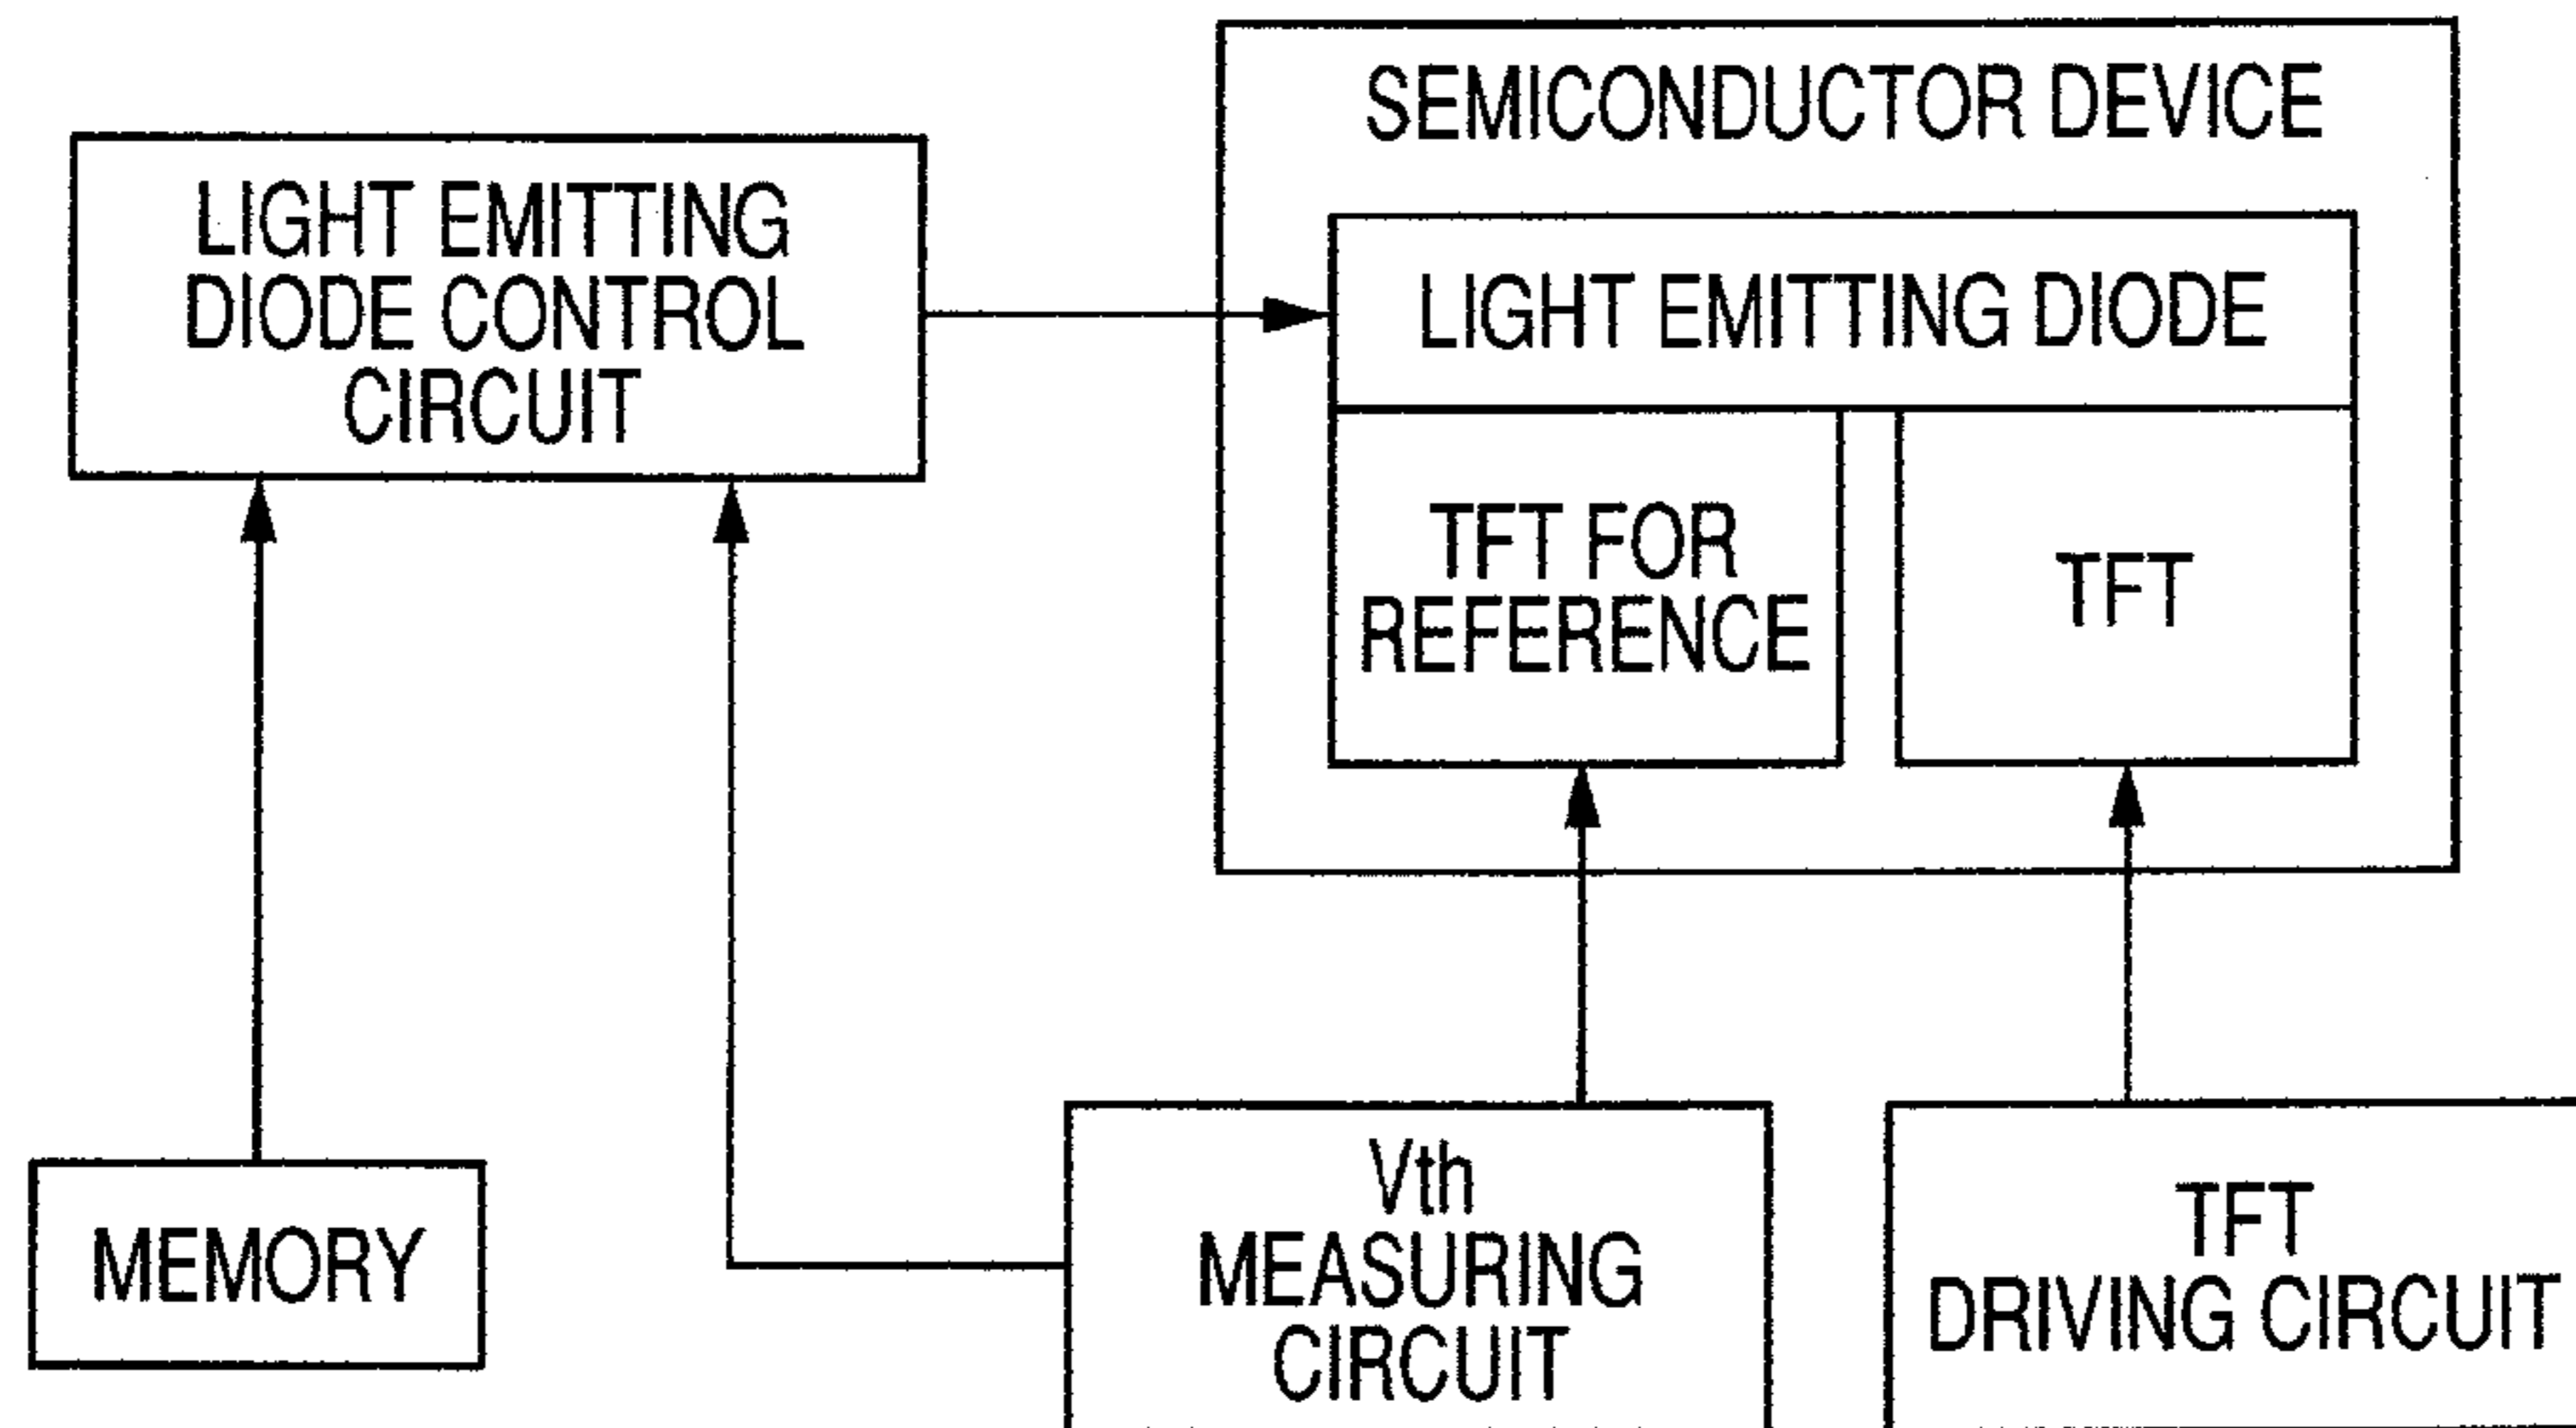 SEMICONDUCTOR DEVICE
LIGHT EMITTING
DIODE CONTROL
CIRCUIT
LIGHT EMITTING DIODE
TFT FOR
REFERENCE
TFT
MEMORY
Vth
MEASURING
CIRCUIT
TFT
DRIVING CIRCUIT